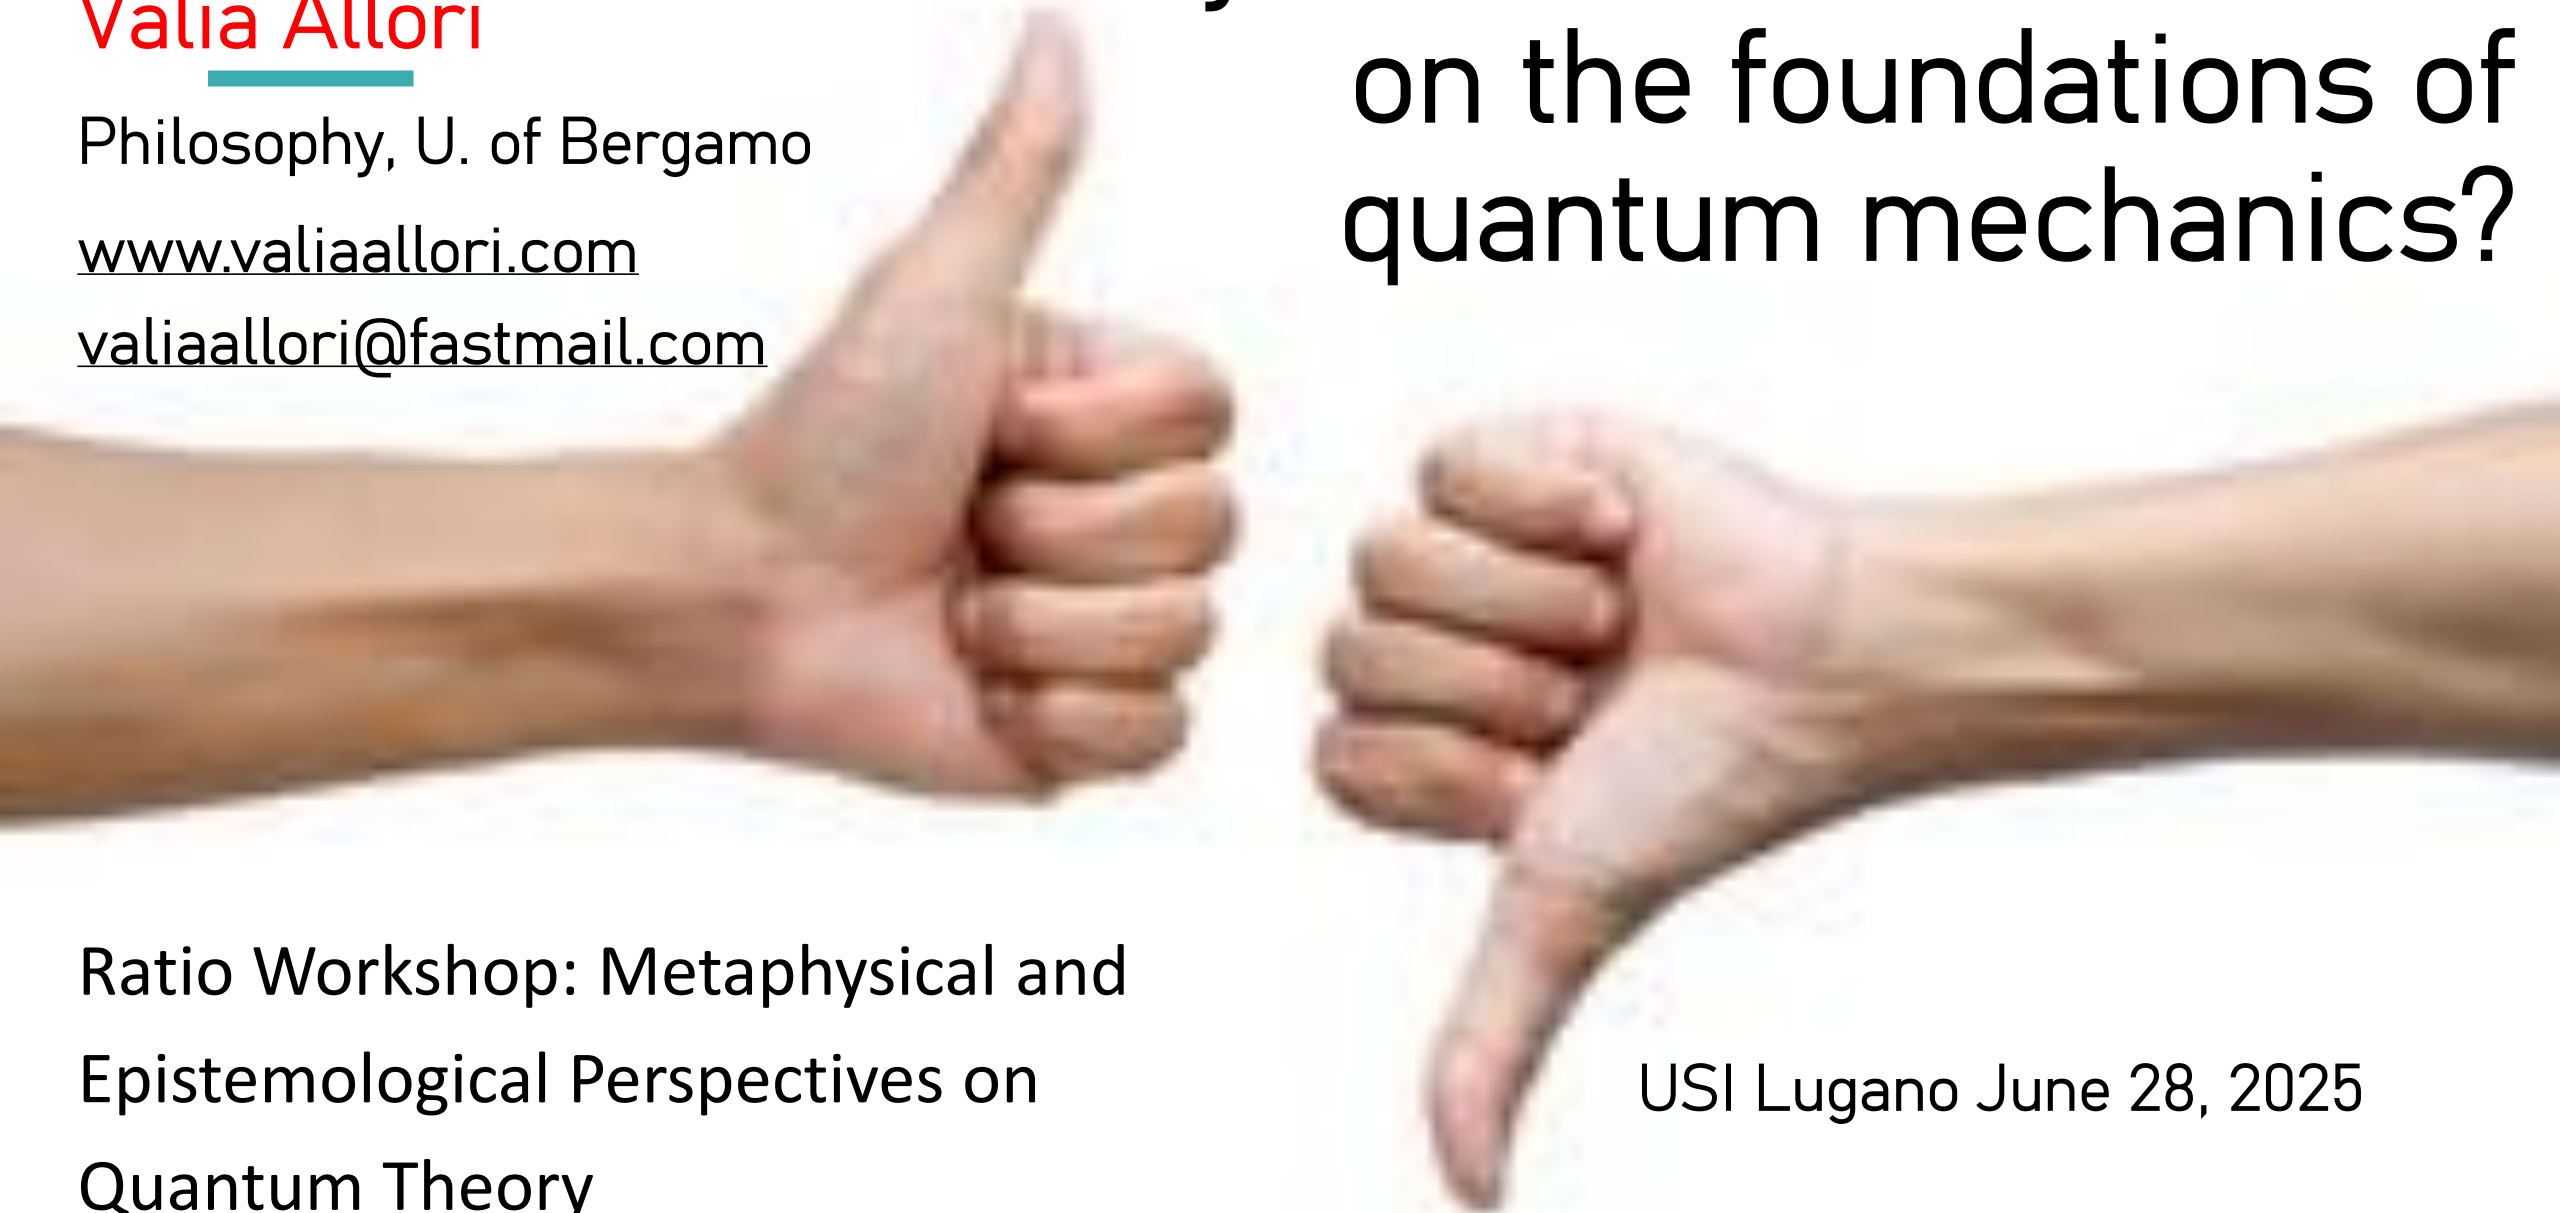 Valia Allori
Philosophy, U. of Bergamo
www.valiaallori.com
valiaallori@fastmail.com
on the foundations of
quantum mechanics?
Ratio Workshop: Metaphysical and
Epistemological Perspectives on
Quantum Theory
USI Lugano June 28, 2025